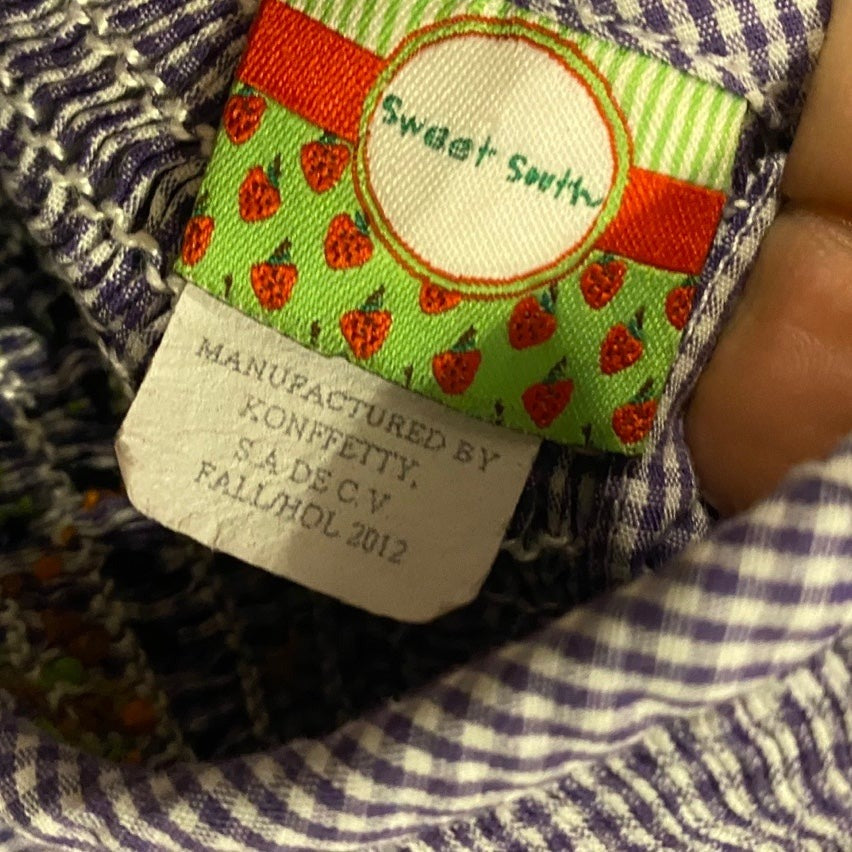 Sweet South
MANUFACTURED BY
KONFFETTY,
S.A DE C.V
FALL/HOL 2012